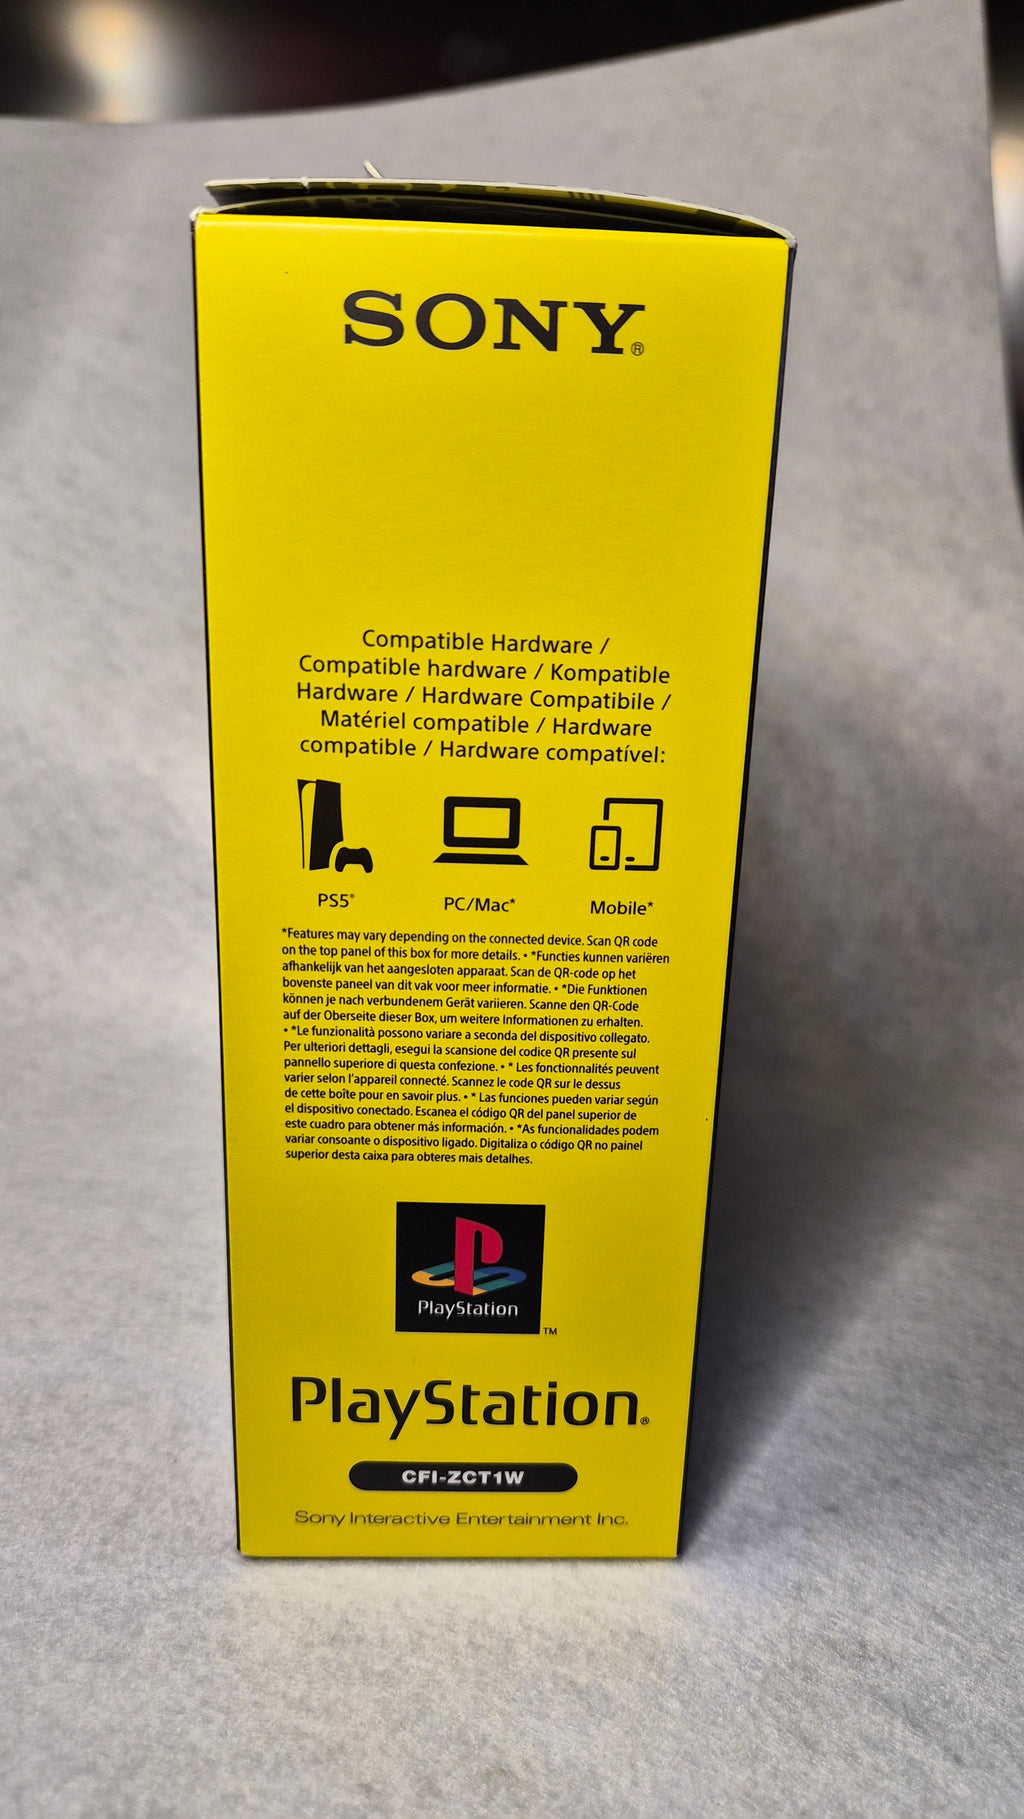 SONY®
Compatible Hardware /
Compatible hardware / Kompatible
Hardware / Hardware Compatibile /
Matériel compatible / Hardware
compatible / Hardware compatível:
PS5® PC/Mac* Mobile*
*Features may vary depending on the connected device. Scan QR code
on the top panel of this box for more details. • *Functies kunnen variëren
afhankelijk van het aangesloten apparaat. Scan de QR-code op het
bovenste paneel van dit vak voor meer informatie. • *Die Funktionen
können je nach verbundenem Gerät variieren. Scanne den QR-Code
auf der Oberseite dieser Box, um weitere Informationen zu erhalten.
• *Le funzionalità possono variare a seconda del dispositivo collegato.
Per ulteriori dettagli, esegui la scansione del codice QR presente sul
pannello superiore di questa confezione. • * Les fonctionnalités peuvent
varier selon l'appareil connecté. Scannez le code QR sur le dessus
de cette boîte pour en savoir plus. • * Las funciones pueden variar según
el dispositivo conectado. Escanea el código QR del panel superior de
este cuadro para obtener más información. • *As funcionalidades podem
variar consoante o dispositivo ligado. Digitaliza o código QR no painel
superior desta caixa para obteres mais detalhes.
PlayStation
TM
PlayStation®
CFI-ZCT1W
Sony Interactive Entertainment Inc.